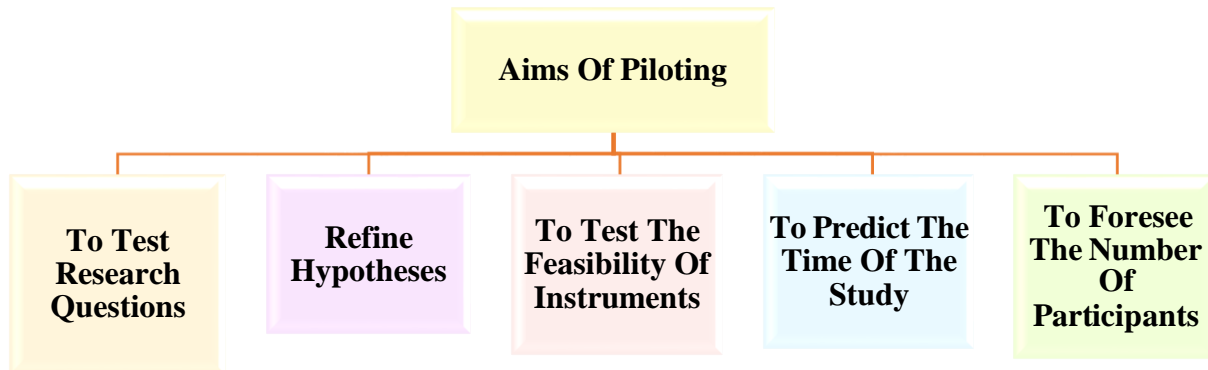 Aims Of Piloting
To Test
Research
Questions
Refine
Hypotheses
To Test The
Feasibility Of
Instruments
To Predict The
Time Of The
Study
To Foresee
The Number
Of
Participants